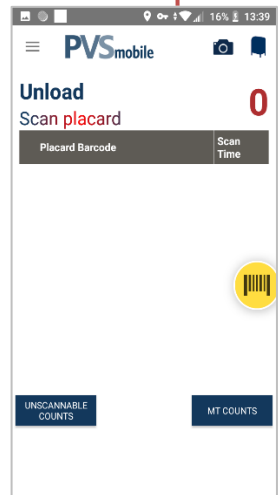 16% 13:39
PVSmobile
Unload
0
Scan placard
Placard Barcode
Scan
Time
UNSCANNABLE
COUNTS
MT COUNTS